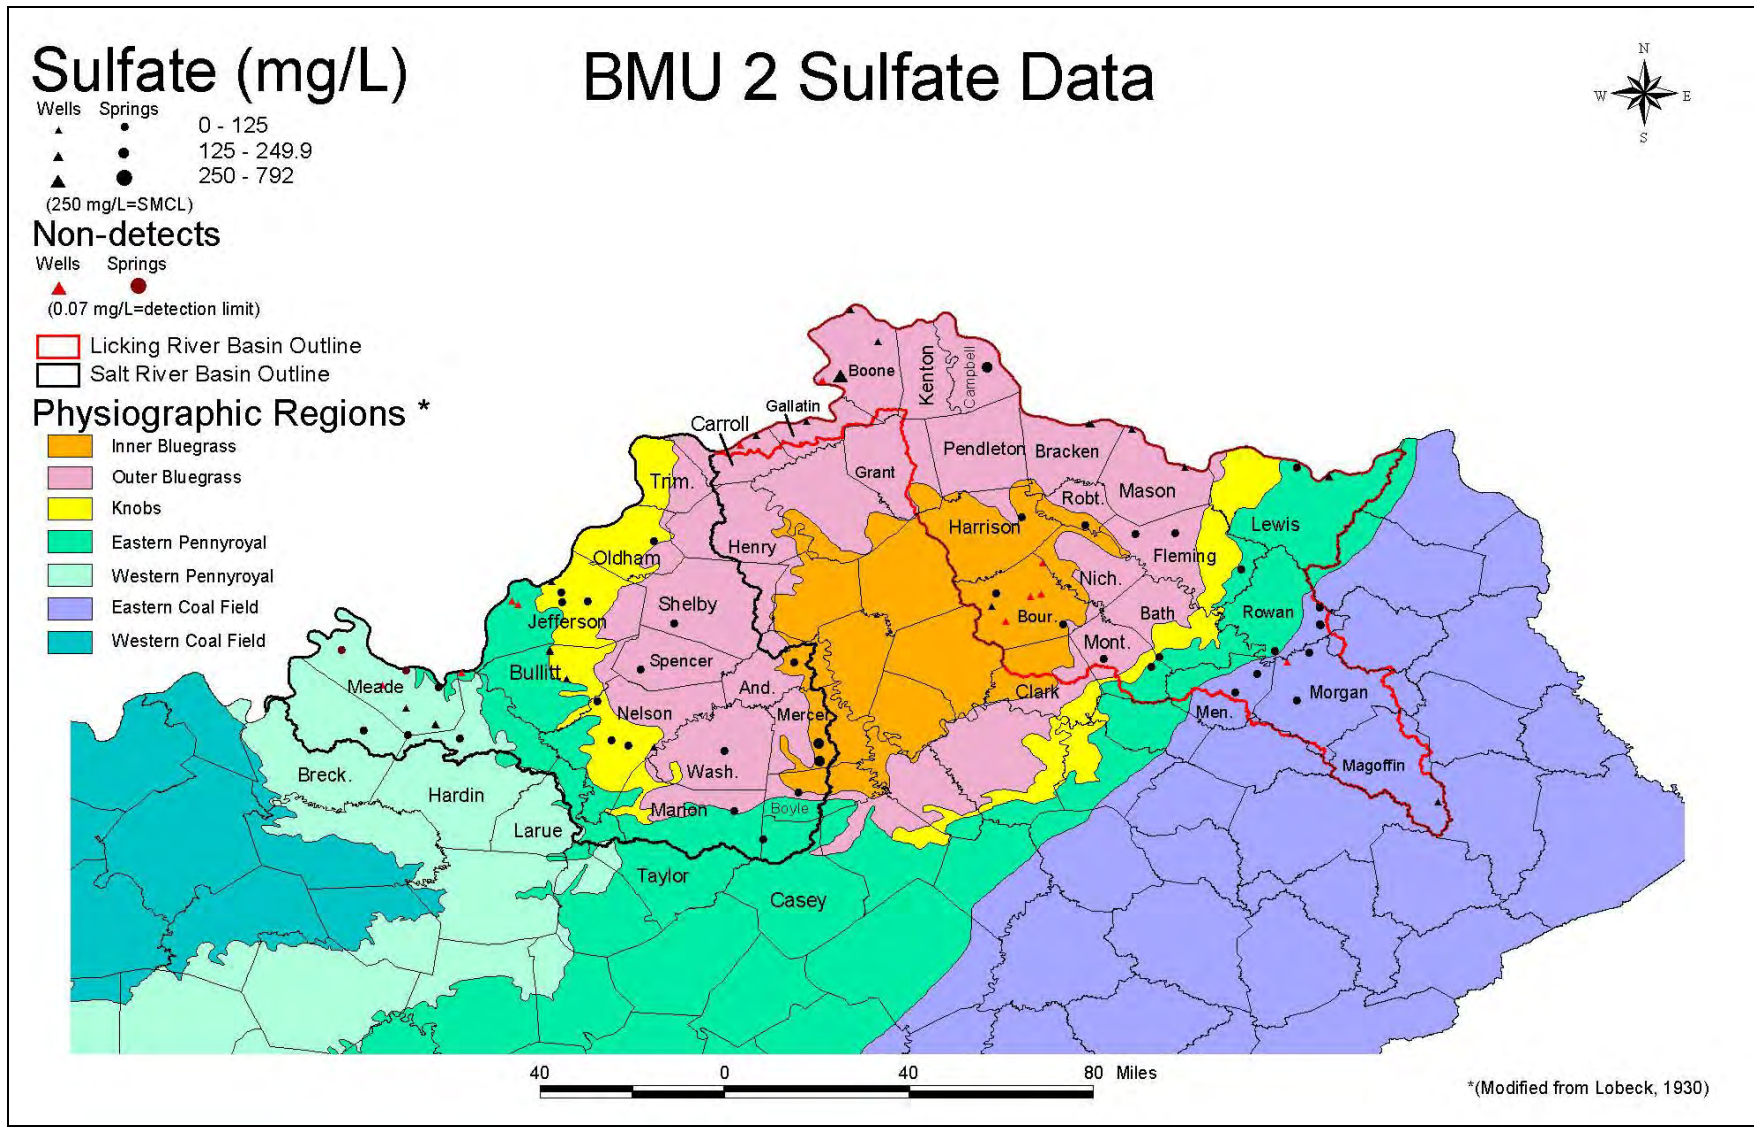 Sulfate (mg/L)
BMU 2 Sulfate Data
N
W
E
S
Wells Springs
0 - 125
125 - 249.9
250 - 792
(250 mg/L=SMCL)
Non-detects
Wells Springs
(0.07 mg/L=detection limit)
Licking River Basin Outline
Salt River Basin Outline
Physiographic Regions *
Inner Bluegrass
Outer Bluegrass
Knobs
Eastern Pennyroyal
Western Pennyroyal
Eastern Coal Field
Western Coal Field
Boone
Kenton
Campbell
Gallatin
Carroll
Pendleton
Bracken
Grant
Trim.
Robt.
Mason
Harrison
Lewis
Henry
Oldham
Fleming
Nich.
Shelby
Bour.
Bath
Rowan
Jefferson
Mont.
Spencer
Bullitt
Meade
And.
Clark
Morgan
Nelson
Mercer
Men.
Wash.
Magoffin
Breck.
Hardin
Marion
Boyle
Larue
Taylor
Casey
40 0 40 80 Miles
*(Modified from Lobeck, 1930)